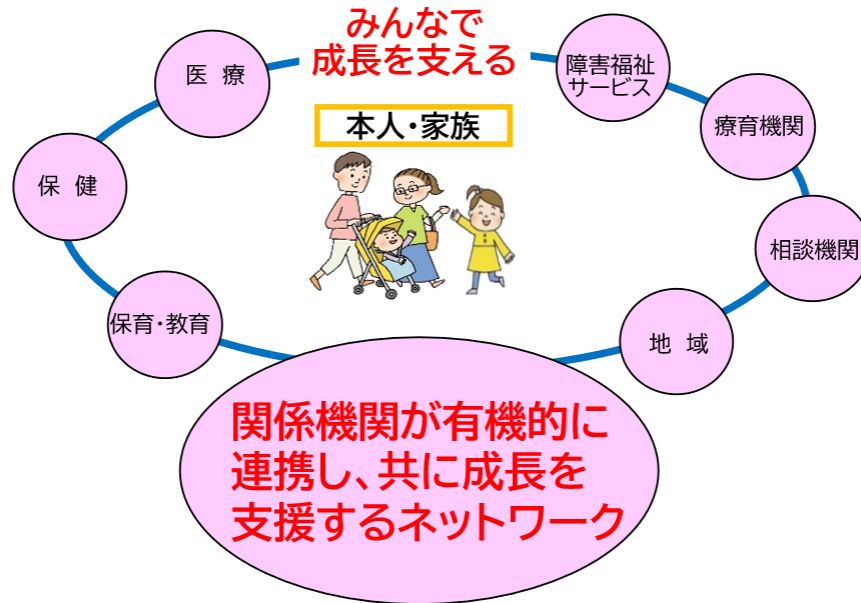 みんなで
成長を支える
医 療
障害福祉
サービス
本人・家族
療育機関
保 健
相談機関
保育・教育
地 域
関係機関が有機的に
連携し、共に成長を
支援するネットワーク